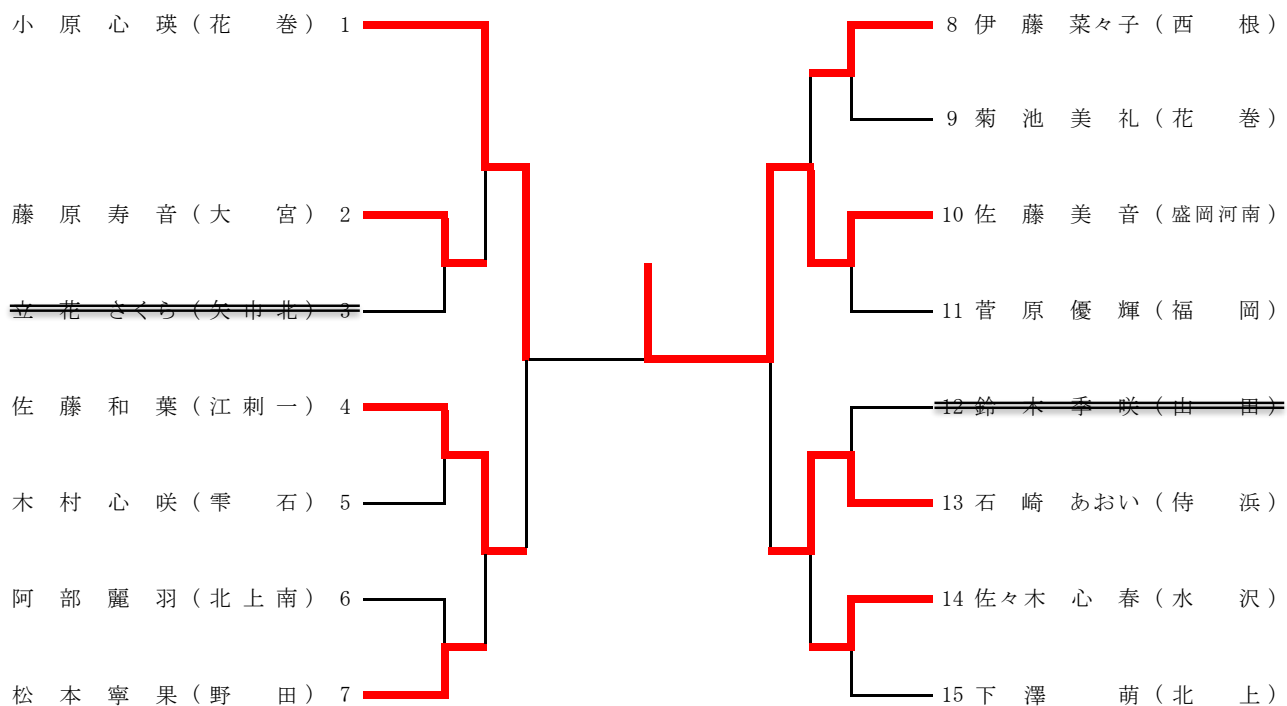 小原心瑛(花巻) 1
藤原寿音(大宮) 2
立花さくら(矢巾北) 3
佐藤和葉(江刺一) 4
木村心咲(雫石) 5
阿部麗羽(北上南) 6
松本寧果(野田) 7
8 伊藤菜々子(西根)
9 菊池美礼(花巻)
10 佐藤美音(盛岡河南)
11 菅原優輝(福岡)
12 鈴木季咲(山田)
13 石崎あおい(侍浜)
14 佐々木心春(水沢)
15 下澤萌(北上)